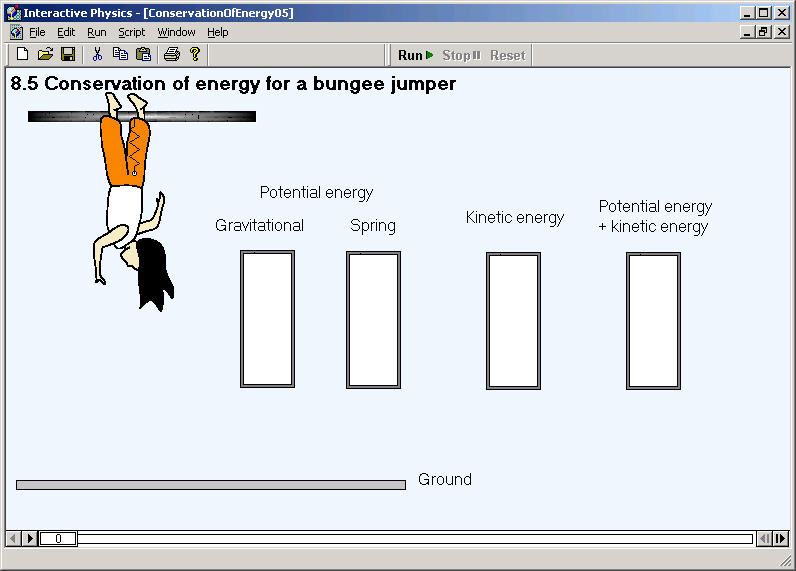 Interactive Physics - [ConservationOfEnergy05]
File Edit Run Script Window Help
Run Stop Reset
8.5 Conservation of energy for a bungee jumper
Potential energy
Gravitational Spring
Kinetic energy
Potential energy
+ kinetic energy
Ground
0